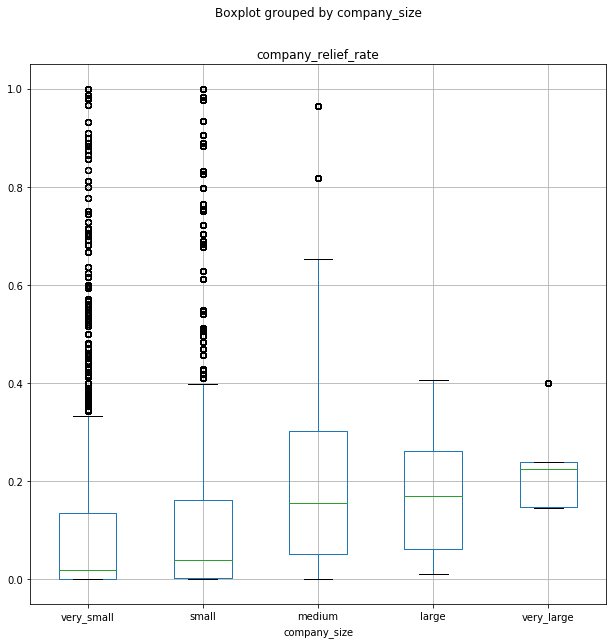 Boxplot grouped by company_size
company_relief_rate
1.0
0.8
0.6
0.4
0.2
0.0
very_small small medium large very_large
company_size